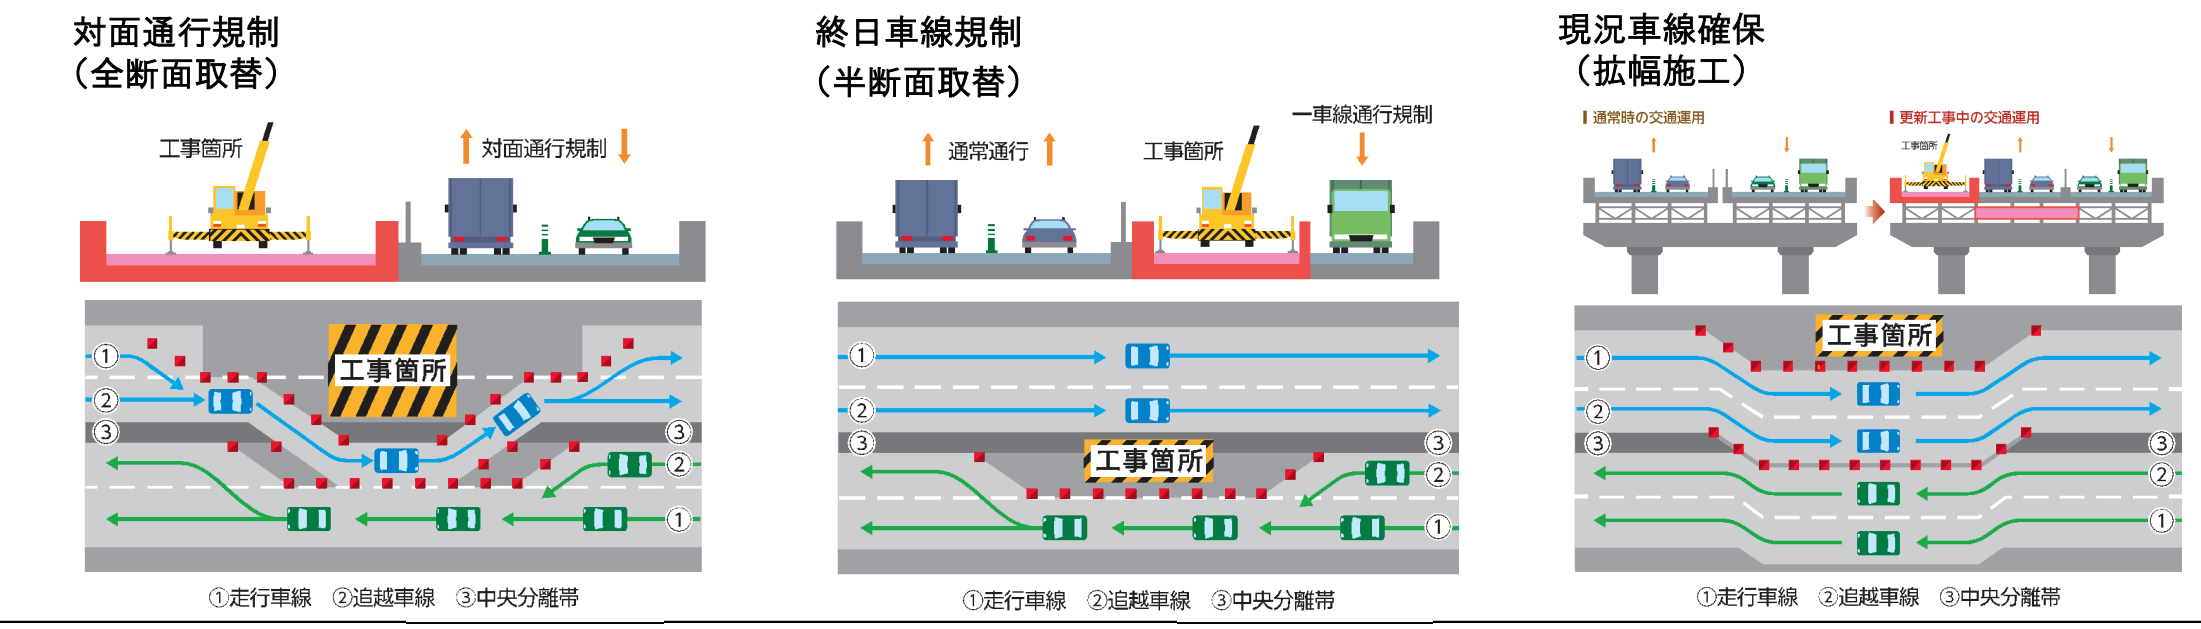 対面通行規制
（全断面取替）
工事箇所
対面通行規制
①
工事箇所
②
③
③
②
①
①走行車線 ②追越車線 ③中央分離帯
終日車線規制
（半断面取替）
一車線通行規制
通常通行
工事箇所
①
②
③
③
工事箇所
②
①
①走行車線 ②追越車線 ③中央分離帯
現況車線確保
（拡幅施工）
通常時の交通運用
更新工事中の交通運用
工事箇所
工事箇所
①
②
③
③
②
①
①走行車線 ②追越車線 ③中央分離帯